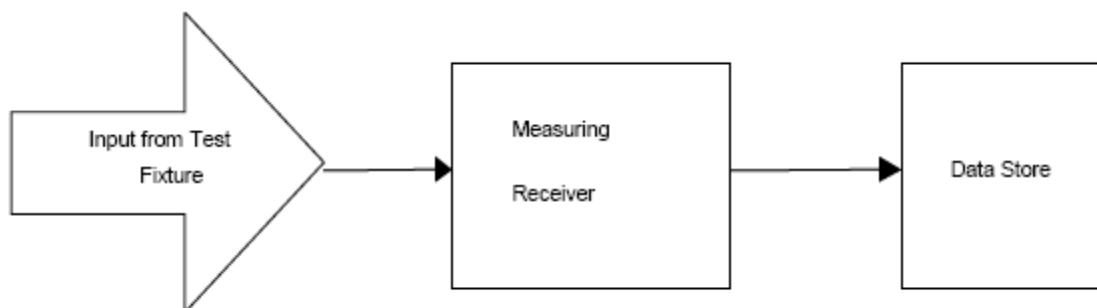 Input from Test
Fixture
Measuring
Receiver
Data Store